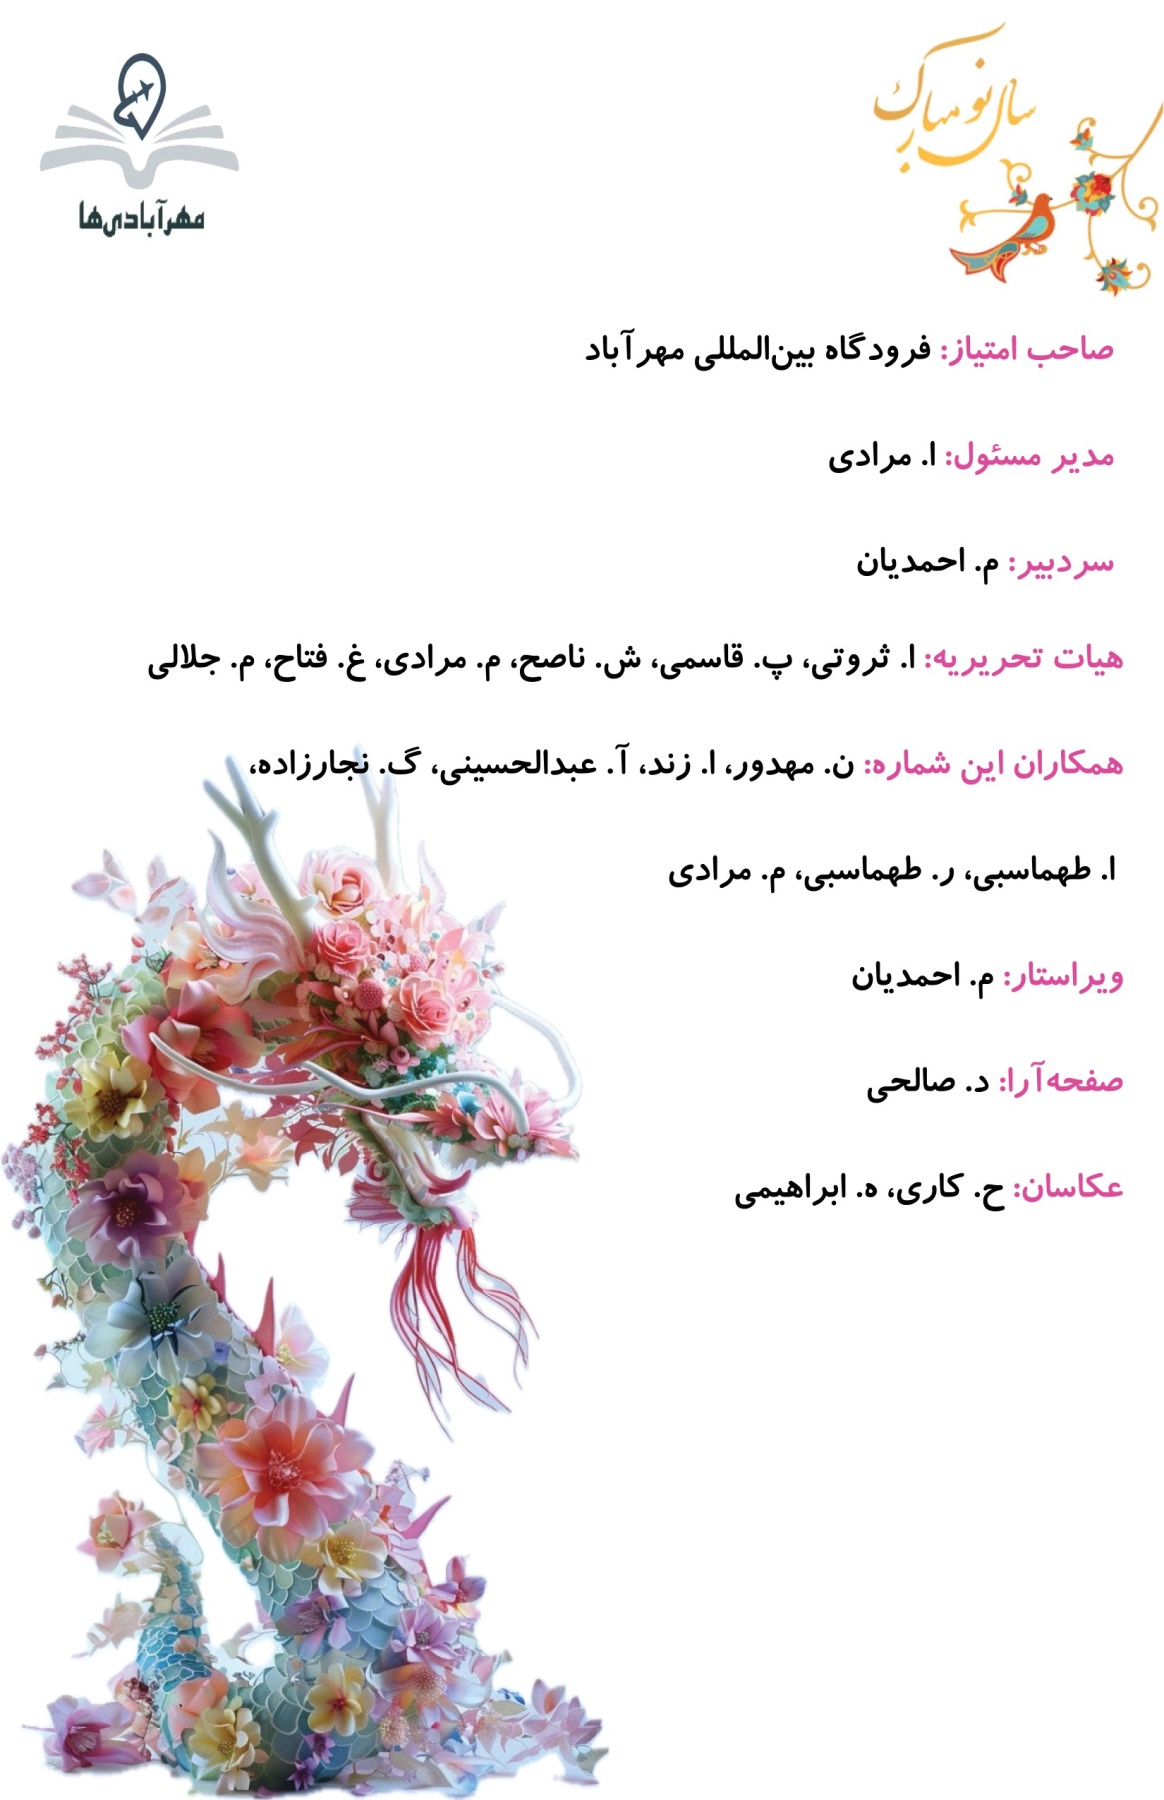 سال نو مبارک
مهرآبادی‌ها
صاحب امتیاز: فرودگاه بین‌المللی مهرآباد
مدیر مسئول: ا. مرادی
سردبیر: م. احمدیان
هیات تحریریه: ا. ثروتی، پ. قاسمی، ش. ناصح، م. مرادی، غ. فتاح، م. جلالی
همکاران این شماره: ن. مهدور، ا. زند، آ. عبدالحسینی، گ. نجارزاده،
ا. طهماسبی، ر. طهماسبی، م. مرادی
ویراستار: م. احمدیان
صفحه‌آرا: د. صالحی
عکاسان: ح. کاری، ه. ابراهیمی